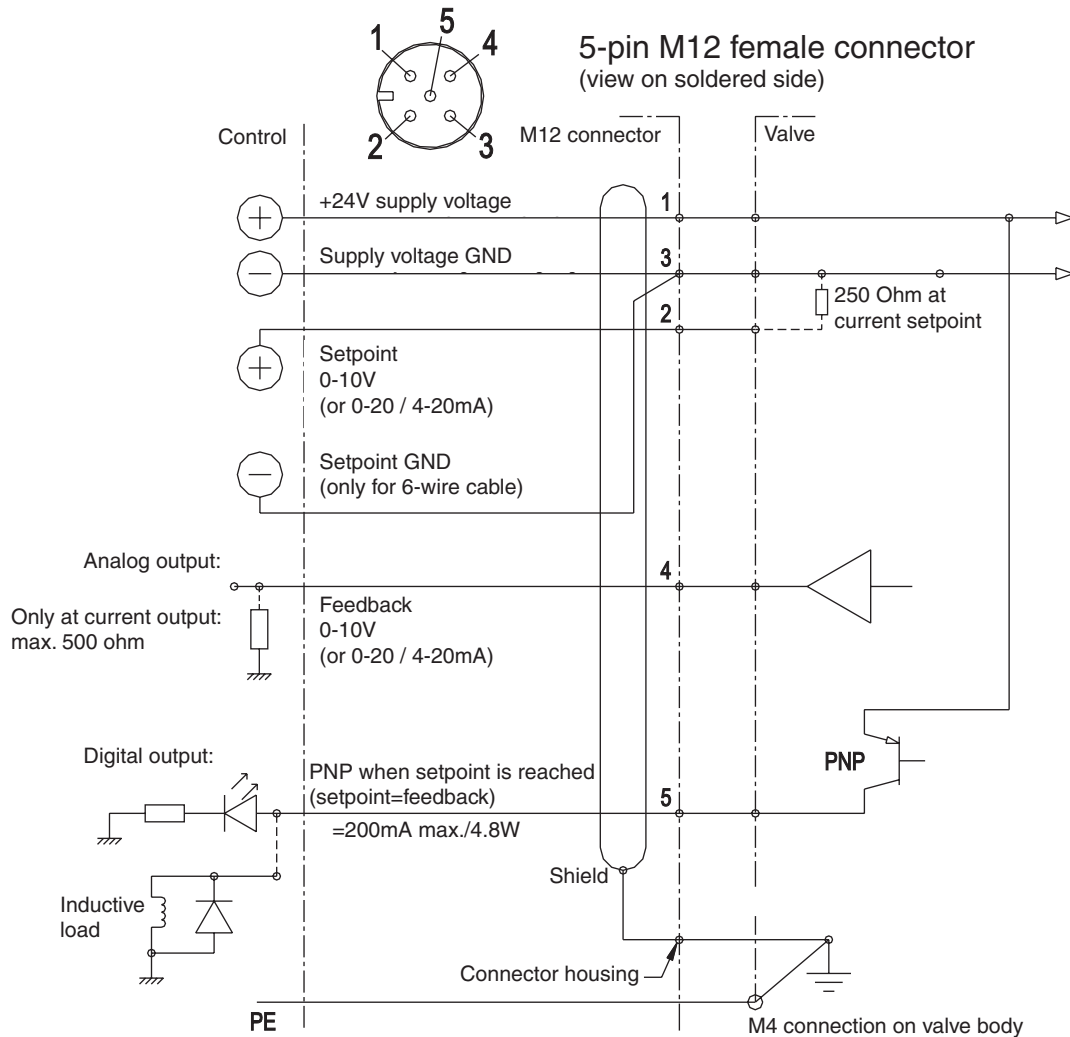 5-pin M12 female connector
(view on soldered side)
1
5
4
2
3
Control
M12 connector
Valve
+24V supply voltage
1
Supply voltage GND
3
250 Ohm at
current setpoint
2
Setpoint
0-10V
(or 0-20 / 4-20mA)
Setpoint GND
(only for 6-wire cable)
Analog output:
4
Only at current output:
max. 500 ohm
Feedback
0-10V
(or 0-20 / 4-20mA)
Digital output:
PNP when setpoint is reached
(setpoint=feedback)
=200mA max./4.8W
5
PNP
Shield
Inductive
load
Connector housing
PE
M4 connection on valve body